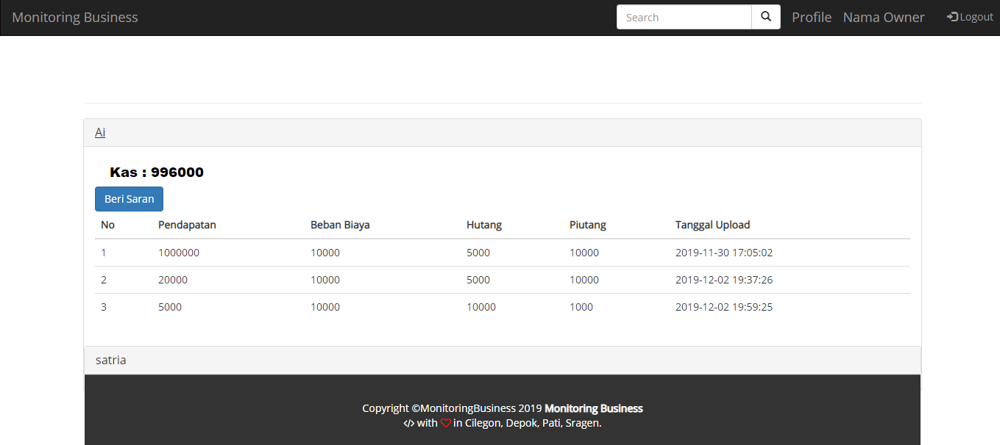 Monitoring Business Search Profile Nama Owner Logout
Ai
Kas : 996000
Beri Saran
No Pendapatan Beban Biaya Hutang Piutang Tanggal Upload
1 1000000 10000 5000 10000 2019-11-30 17:05:02
2 20000 10000 5000 10000 2019-12-02 19:37:26
3 5000 10000 10000 1000 2019-12-02 19:59:25
satria
Copyright ©MonitoringBusiness 2019 Monitoring Business
</> with ♡ in Cilegon, Depok, Pati, Sragen.